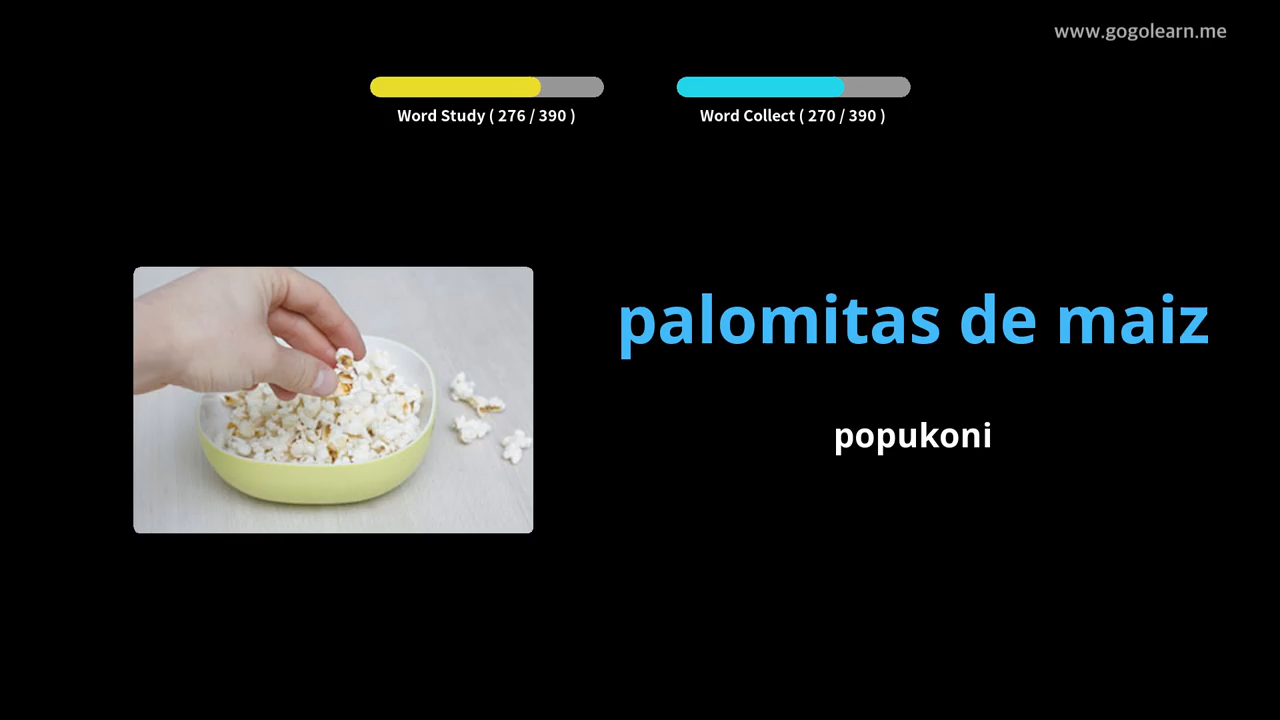 www.gogolearn.me
Word Study ( 276 / 390 )
Word Collect ( 270 / 390 )
palomitas de maiz
popukoni